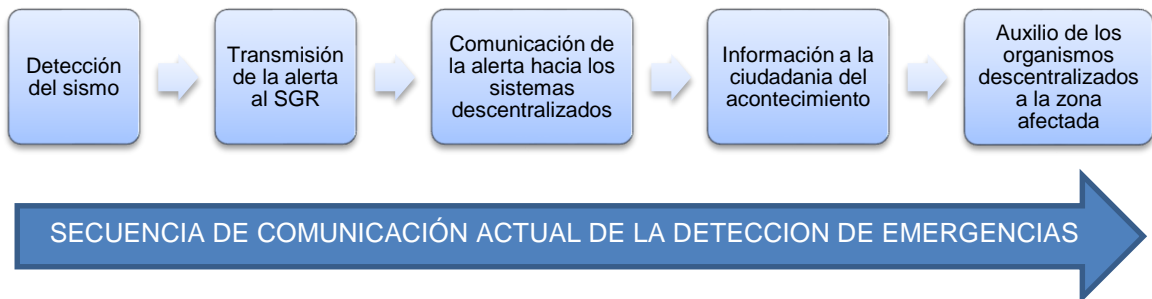 Detección
del sismo
Transmisión
de la alerta
al SGR
Comunicación de
la alerta hacia los
sistemas
descentralizados
Información a la
ciudadania del
acontecimiento
Auxilio de los
organismos
descentralizados
a la zona
afectada
SECUENCIA DE COMUNICACIÓN ACTUAL DE LA DETECCION DE EMERGENCIAS